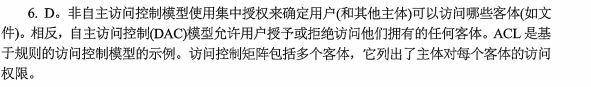 6. D。非自主访问控制模型使用集中授权来确定用户(和其他主体)可以访问哪些客体(如文
件)。相反，自主访问控制(DAC)模型允许用户授予或拒绝访问他们拥有的任何客体。ACL 是基
于规则的访问控制模型的示例。访问控制矩阵包括多个客体，它列出了主体对每个客体的访问
权限。